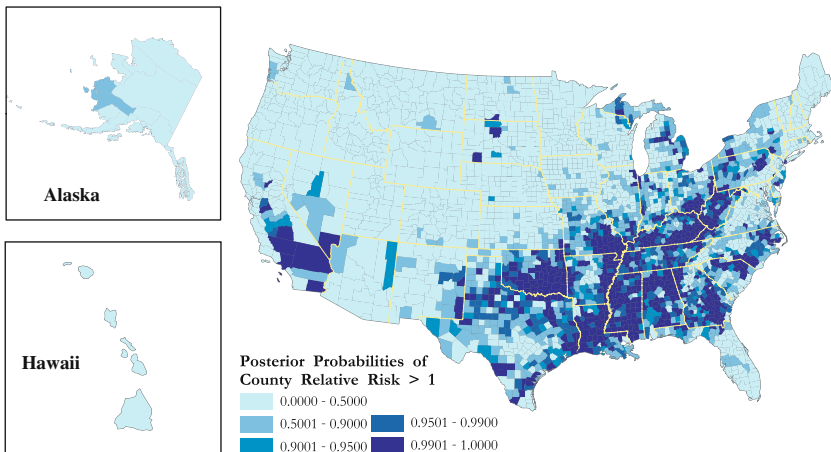 Alaska
Hawaii
Posterior Probabilities of
County Relative Risk > 1
0.0000 - 0.5000
0.5001 - 0.9000
0.9501 - 0.9900
0.9001 - 0.9500
0.9901 - 1.0000